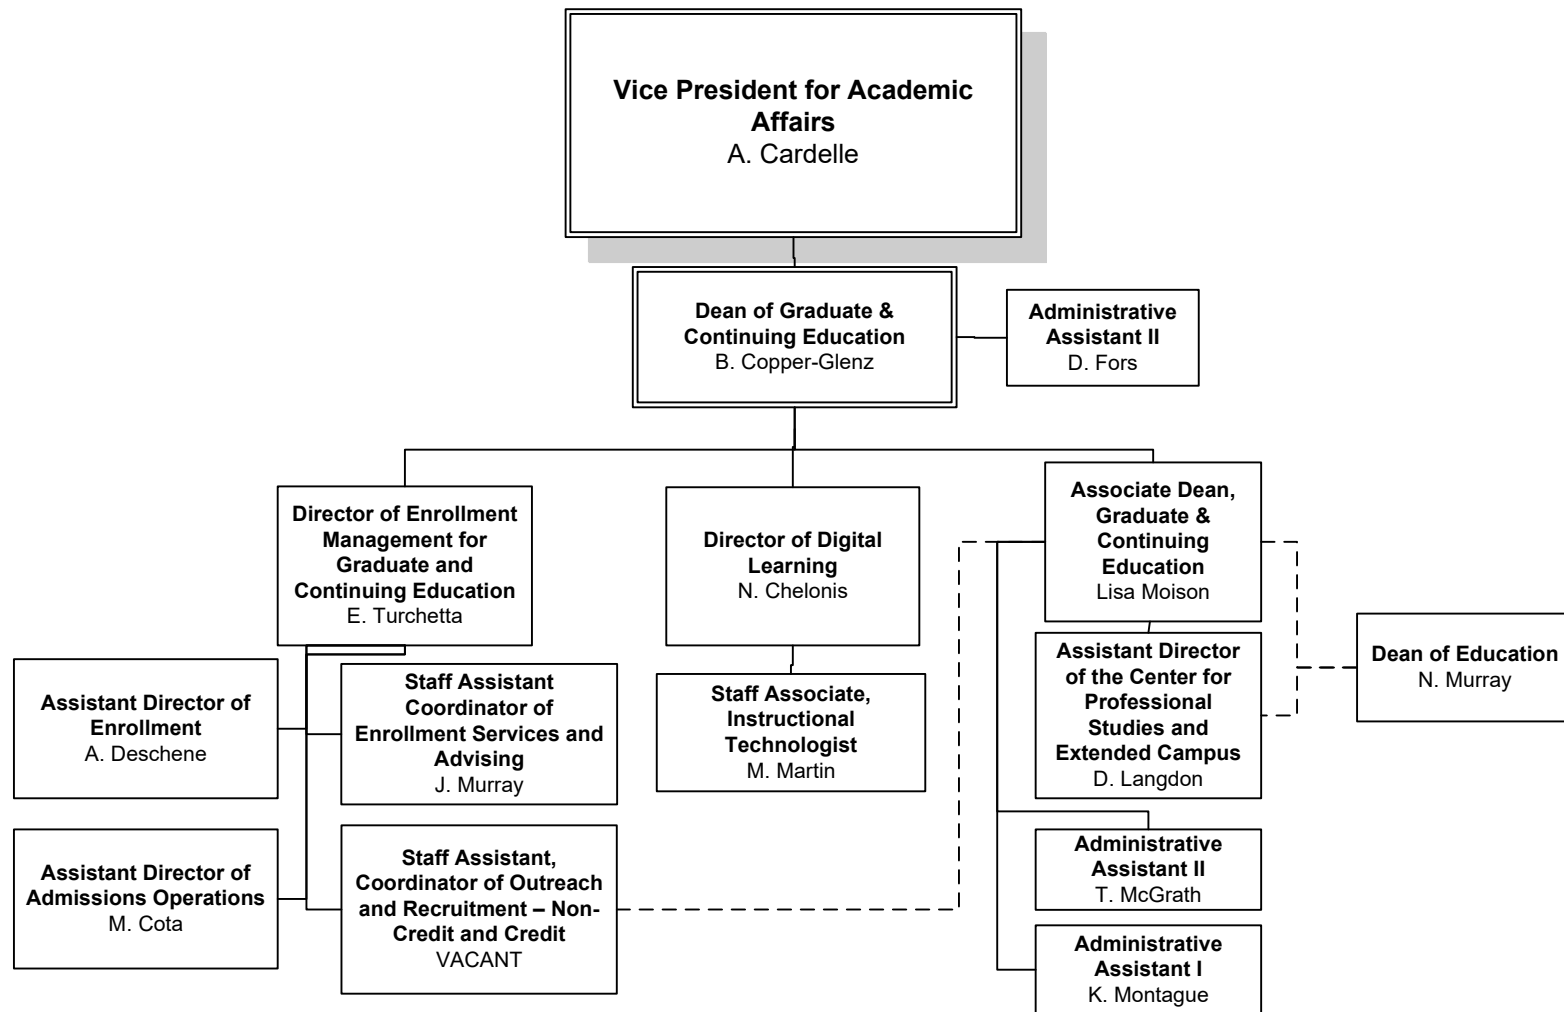 Vice President for Academic
Affairs
A. Cardelle
Dean of Graduate &
Continuing Education
B. Copper-Glenz
Administrative
Assistant II
D. Fors
Director of Enrollment
Management for
Graduate and
Continuing Education
E. Turchetta
Director of Digital
Learning
N. Chelonis
Associate Dean,
Graduate &
Continuing
Education
Lisa Moison
Dean of Education
N. Murray
Assistant Director of
Enrollment
A. Deschene
Staff Assistant
Coordinator of
Enrollment Services and
Advising
J. Murray
Staff Associate,
Instructional
Technologist
M. Martin
Assistant Director
of the Center for
Professional
Studies and
Extended Campus
D. Langdon
Assistant Director of
Admissions Operations
M. Cota
Staff Assistant,
Coordinator of Outreach
and Recruitment – Non-
Credit and Credit
VACANT
Administrative
Assistant II
T. McGrath
Administrative
Assistant I
K. Montague